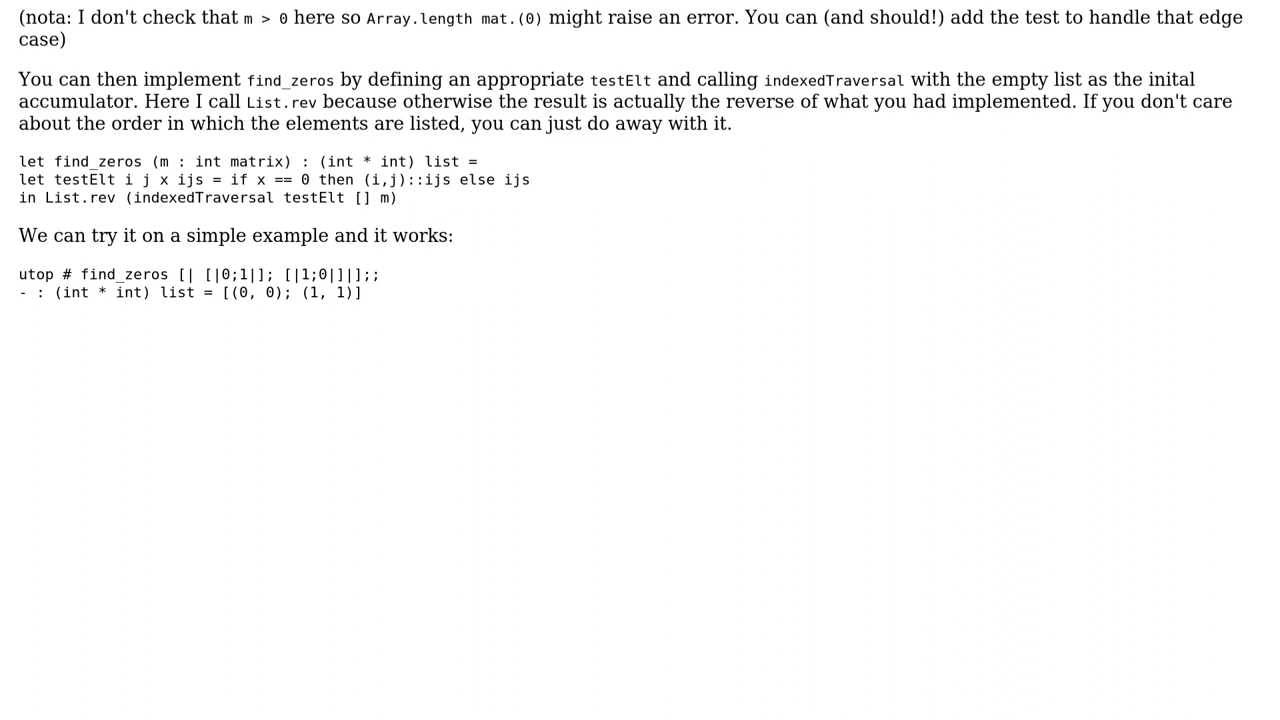 (nota: I don't check that m > 0 here so Array.length mat.(0) might raise an error. You can (and should!) add the test to handle that edge
case)
You can then implement find_zeros by defining an appropriate testElt and calling indexedTraversal with the empty list as the inital
accumulator. Here I call List.rev because otherwise the result is actually the reverse of what you had implemented. If you don't care
about the order in which the elements are listed, you can just do away with it.
let find_zeros (m : int matrix) : (int * int) list =
let testElt i j x ijs = if x == 0 then (i,j)::ijs else ijs
in List.rev (indexedTraversal testElt [] m)
We can try it on a simple example and it works:
utop # find_zeros [| [|0;1|]; [|1;0|]|];;
- : (int * int) list = [(0, 0); (1, 1)]